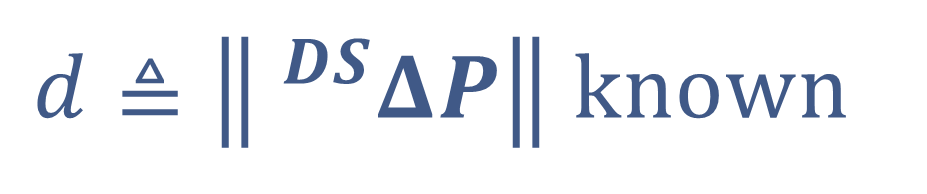 d ≜ ‖ ᴰˢΔP‖ known